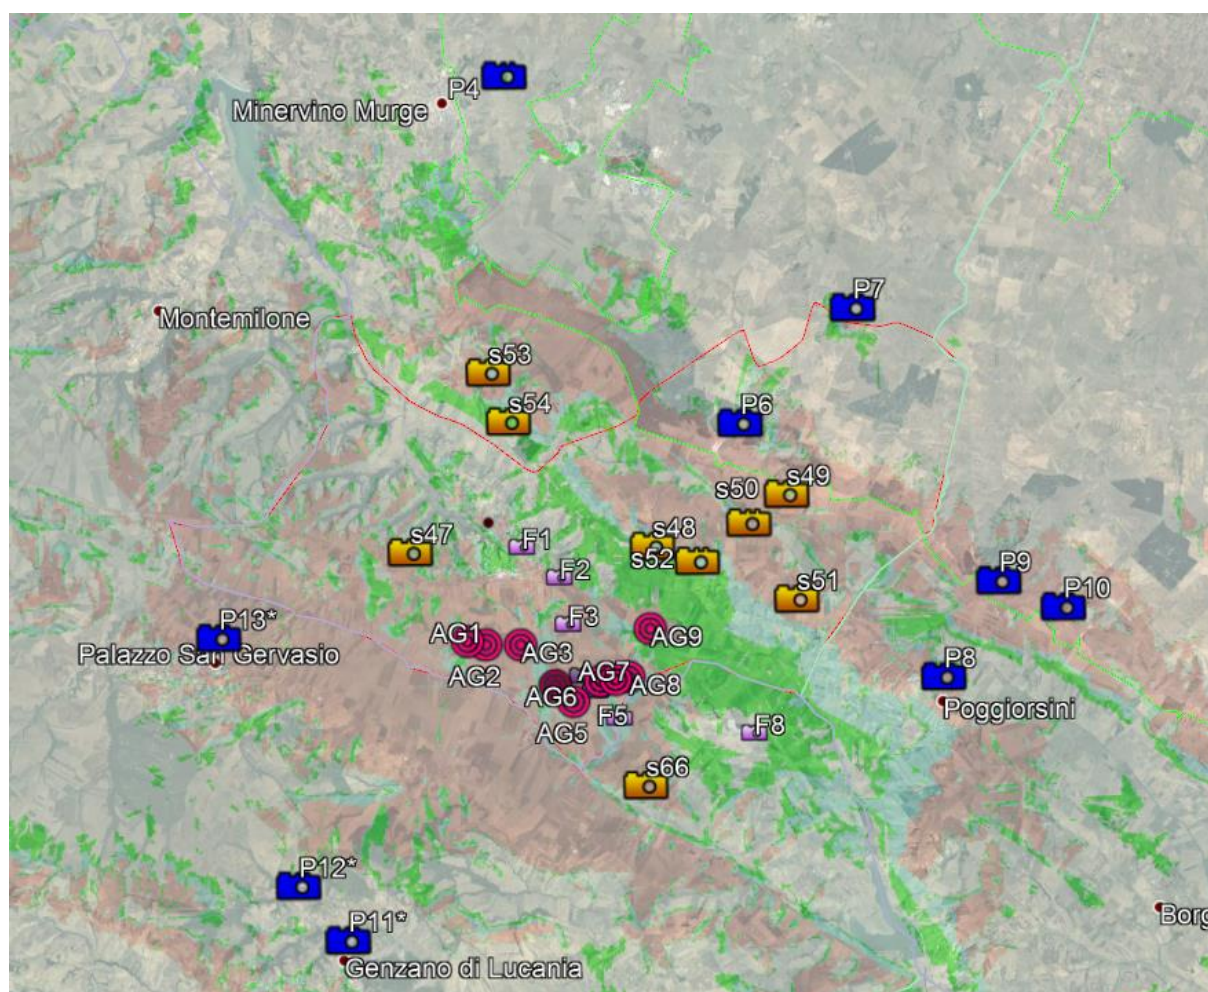 P4
Minervino Murge
P7
Montemilone
s53
s54
P6
s49
s50
s47
F1
s48
s52
F2
P9
s51
P10
F3
P13*
AG1
AG9
AG3
Palazzo San Gervasio
AG2
AG7
P8
AG6
AG8
Poggiorsini
F5
F8
AG5
s66
P12*
Borg
P11*
Genzano di Lucania